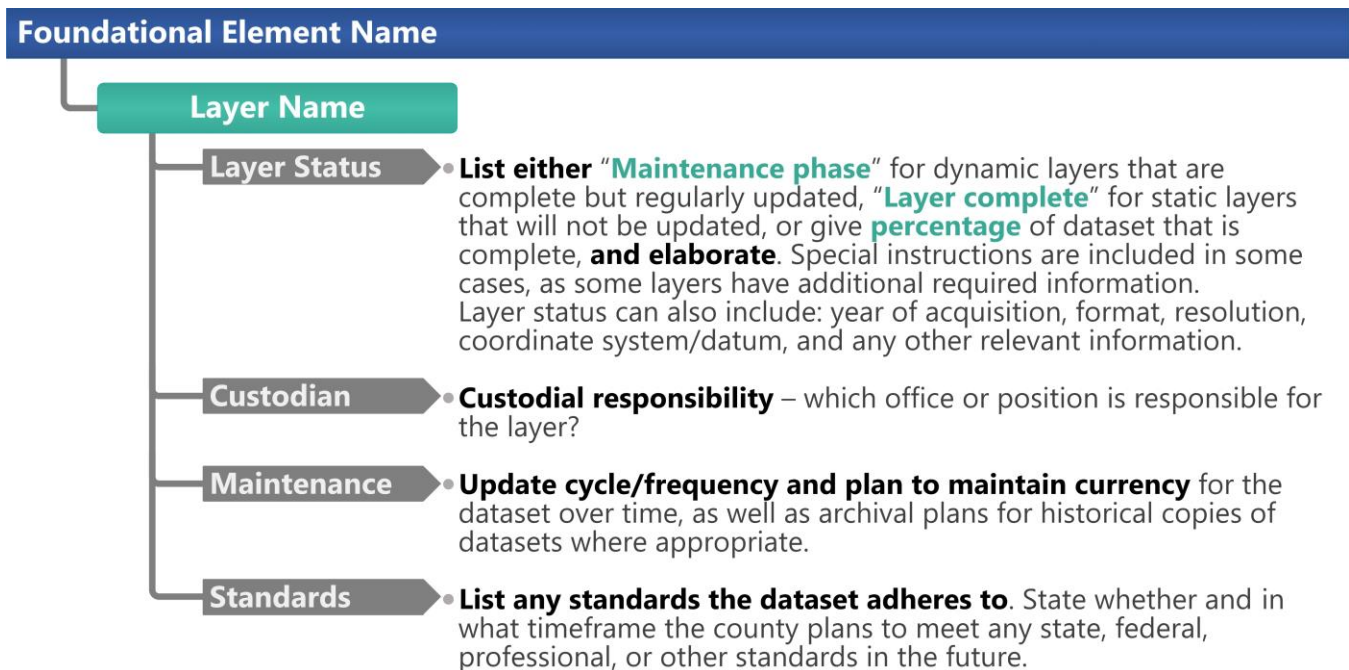 Foundational Element Name
Layer Name
Layer Status
List either “Maintenance phase” for dynamic layers that are
complete but regularly updated, “Layer complete” for static layers
that will not be updated, or give percentage of dataset that is
complete, and elaborate. Special instructions are included in some
cases, as some layers have additional required information.
Layer status can also include: year of acquisition, format, resolution,
coordinate system/datum, and any other relevant information.
Custodian
Custodial responsibility – which office or position is responsible for
the layer?
Maintenance
Update cycle/frequency and plan to maintain currency for the
dataset over time, as well as archival plans for historical copies of
datasets where appropriate.
Standards
List any standards the dataset adheres to. State whether and in
what timeframe the county plans to meet any state, federal,
professional, or other standards in the future.